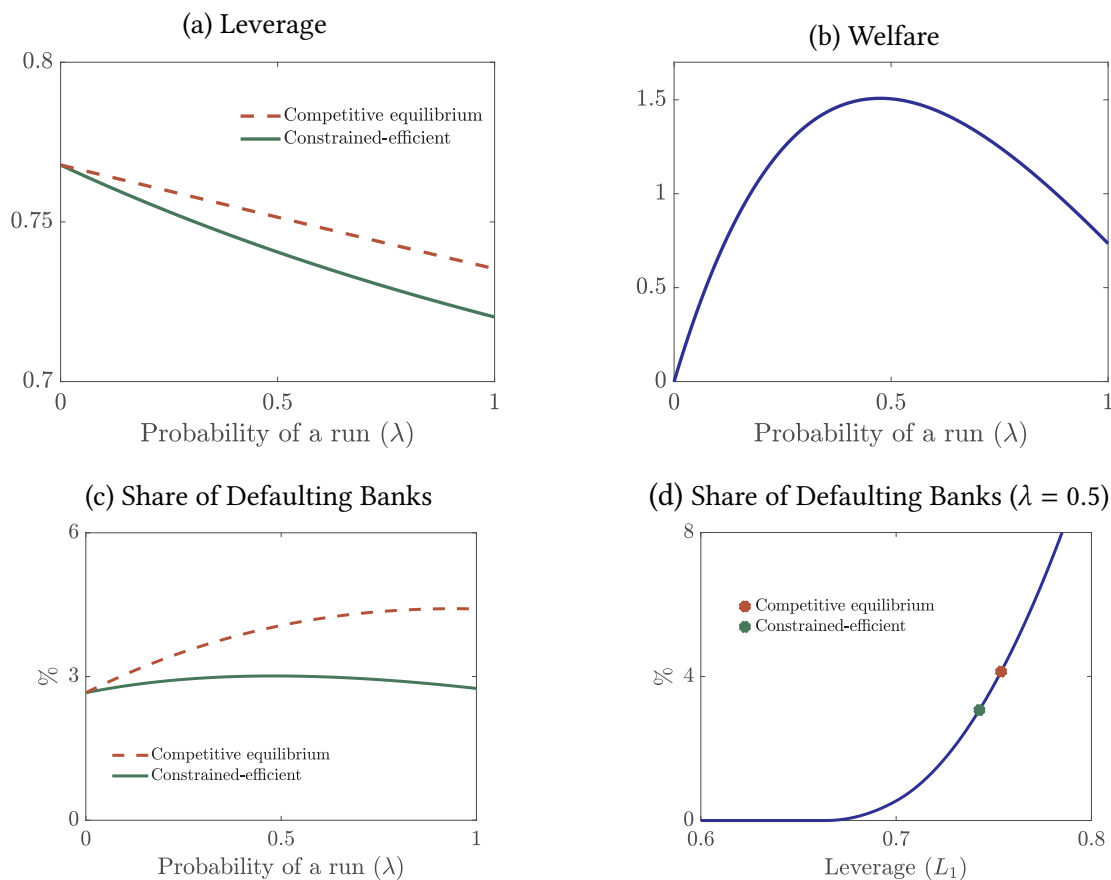 (a) Leverage
0.8
0.75
0.7
Competitive equilibrium
Constrained-efficient
0
0.5
1
Probability of a run (λ)
(b) Welfare
1.5
1
0.5
0
0
0.5
1
Probability of a run (λ)
(c) Share of Defaulting Banks
6
3
0
%
Competitive equilibrium
Constrained-efficient
0
0.5
1
Probability of a run (λ)
(d) Share of Defaulting Banks (λ = 0.5)
8
4
0
%
Competitive equilibrium
Constrained-efficient
0.6
0.7
0.8
Leverage (L₁)